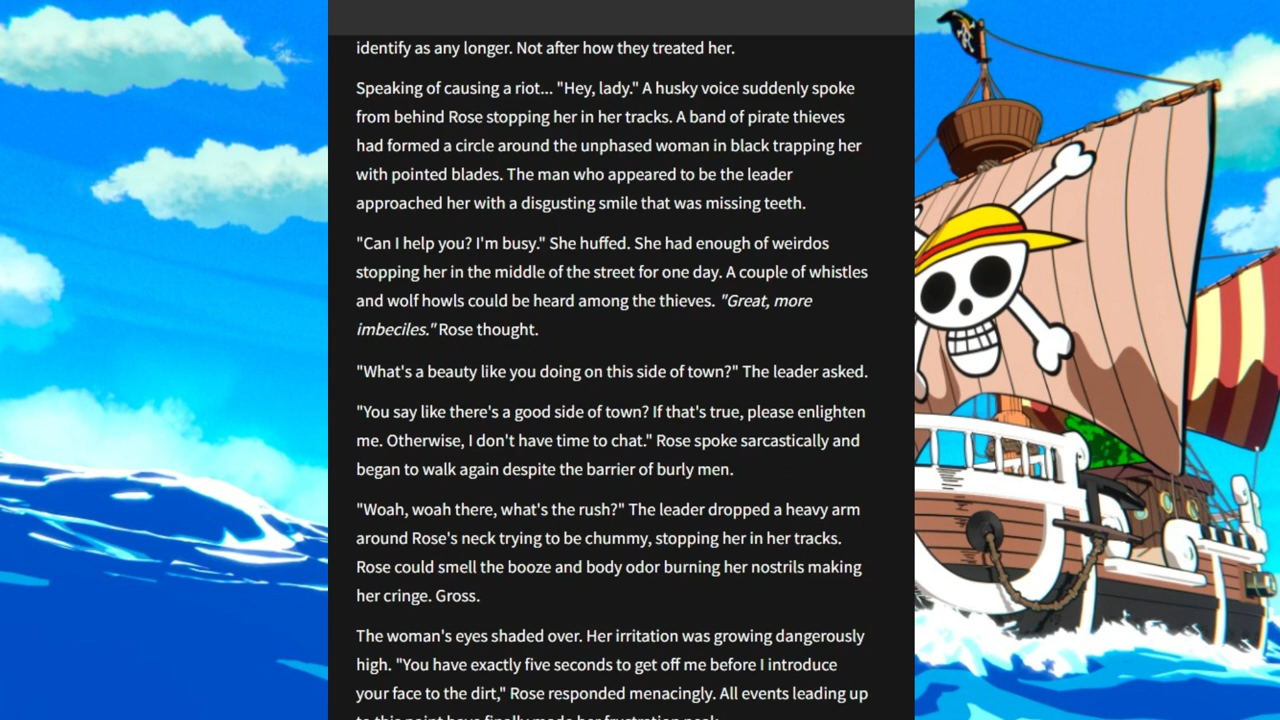 identify as any longer. Not after how they treated her.
Speaking of causing a riot... "Hey, lady." A husky voice suddenly spoke
from behind Rose stopping her in her tracks. A band of pirate thieves
had formed a circle around the unphased woman in black trapping her
with pointed blades. The man who appeared to be the leader
approached her with a disgusting smile that was missing teeth.
"Can I help you? I'm busy." She huffed. She had enough of weirdos
stopping her in the middle of the street for one day. A couple of whistles
and wolf howls could be heard among the thieves. "Great, more
imbeciles." Rose thought.
"What's a beauty like you doing on this side of town?" The leader asked.
"You say like there's a good side of town? If that's true, please enlighten
me. Otherwise, I don't have time to chat." Rose spoke sarcastically and
began to walk again despite the barrier of burly men.
"Woah, woah there, what's the rush?" The leader dropped a heavy arm
around Rose's neck trying to be chummy, stopping her in her tracks.
Rose could smell the booze and body odor burning her nostrils making
her cringe. Gross.
The woman's eyes shaded over. Her irritation was growing dangerously
high. "You have exactly five seconds to get off me before I introduce
your face to the dirt," Rose responded menacingly. All events leading up